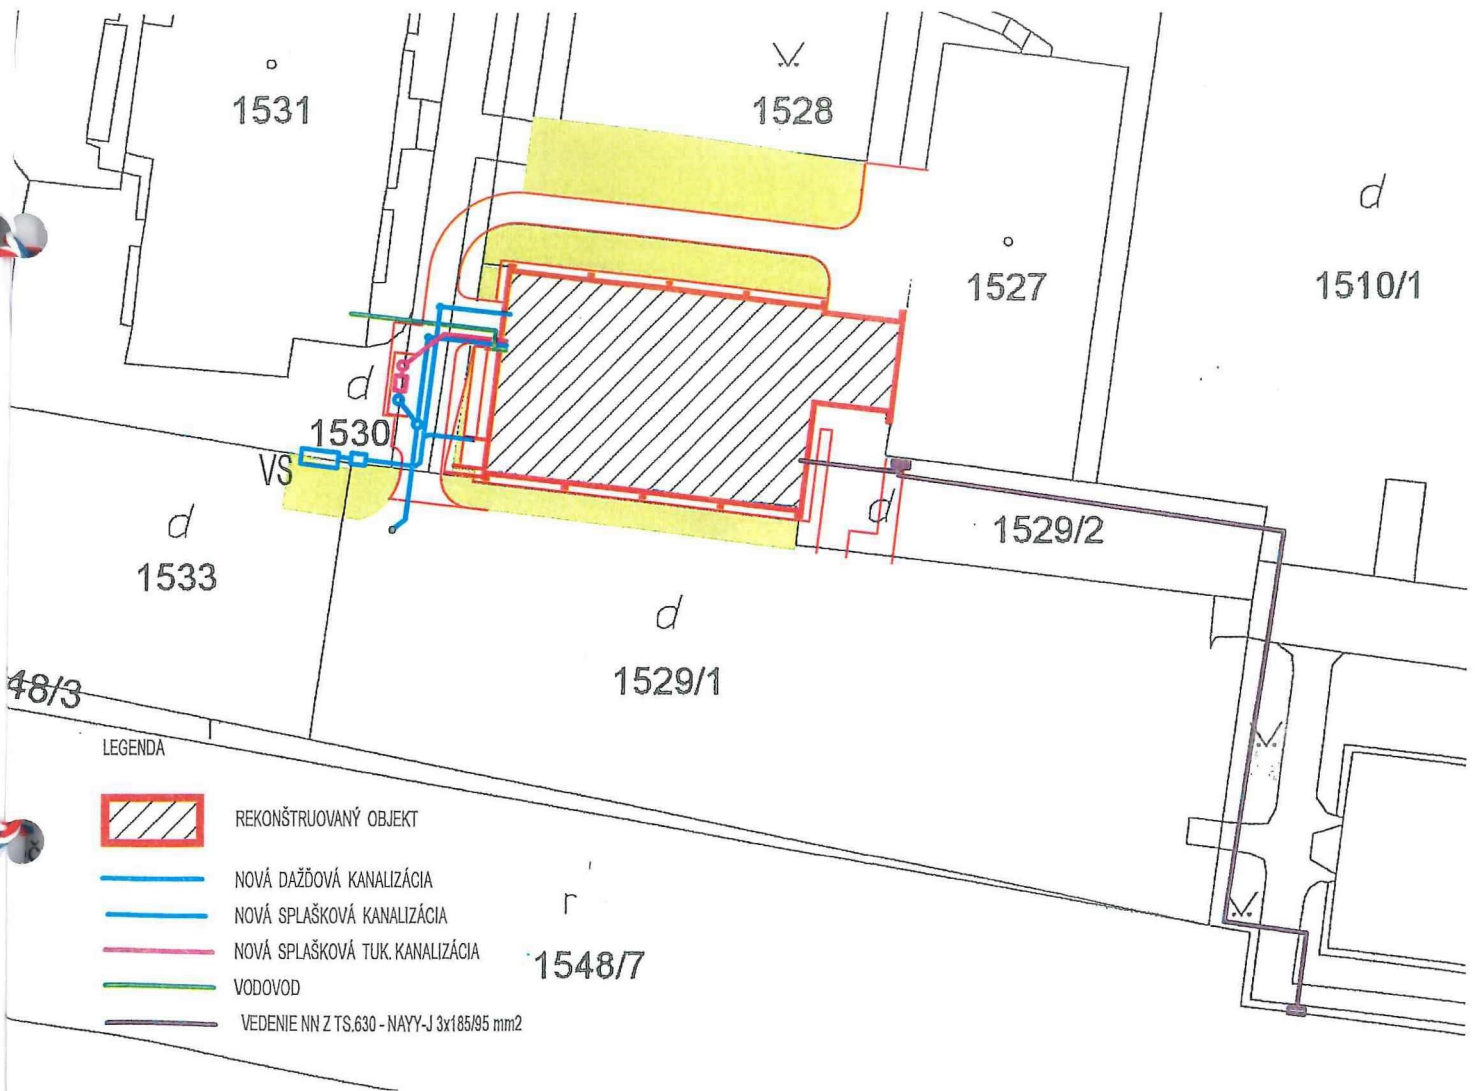 1531
1528
d
1510/1
1527
d
1530
VS
d
1533
d
1529/2
d
1529/1
48/3
LEGENDA
REKONŠTRUOVANÝ OBJEKT
NOVÁ DAŽĎOVÁ KANALIZÁCIA
NOVÁ SPLAŠKOVÁ KANALIZÁCIA
NOVÁ SPLAŠKOVÁ TUK. KANALIZÁCIA
VODOVOD
VEDENIE NN Z TS.630 - NAYY-J 3x185/95 mm2
r
1548/7